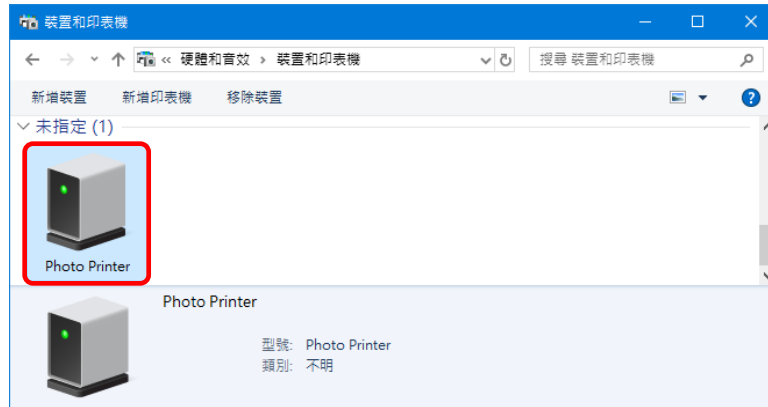 裝置和印表機
« 硬體和音效 › 裝置和印表機
搜尋 裝置和印表機
新增裝置 新增印表機 移除裝置
未指定 (1)
Photo Printer
Photo Printer
型號: Photo Printer
類別: 不明